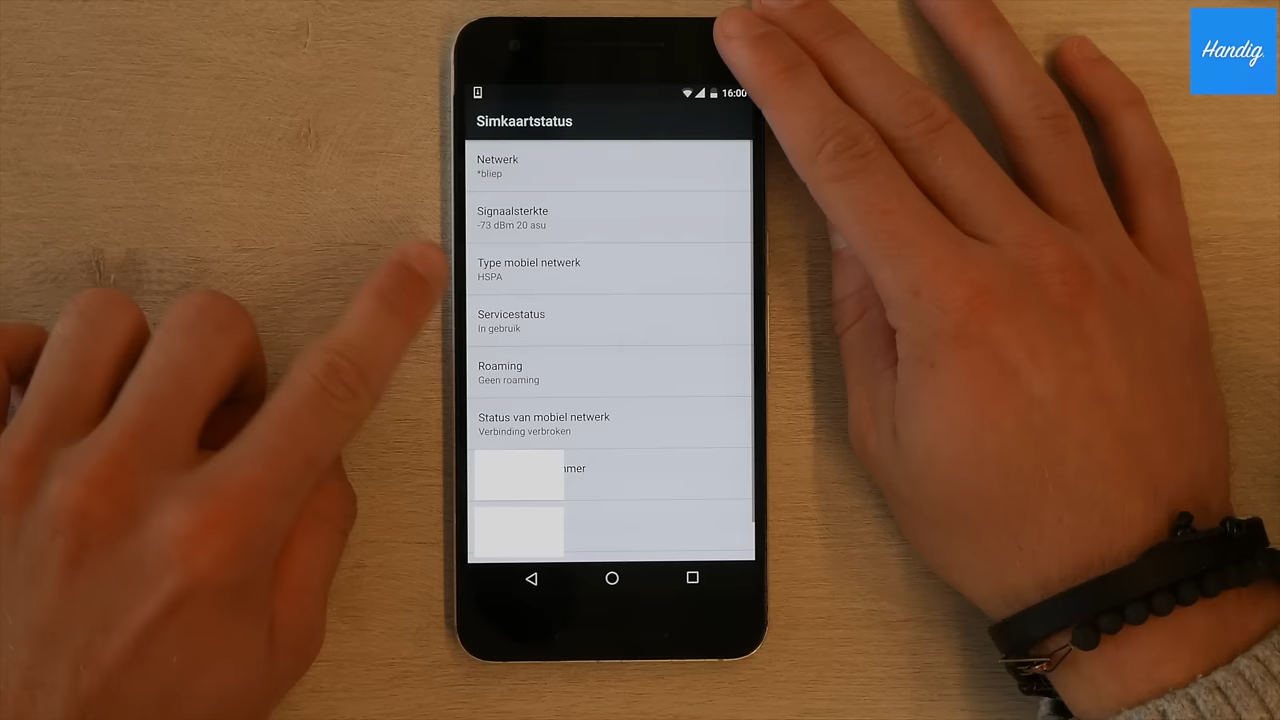 Handig.
16:00
Simkaartstatus
Netwerk
*bliep
Signaalsterkte
-73 dBm 20 asu
Type mobiel netwerk
HSPA
Servicestatus
In gebruik
Roaming
Geen roaming
Status van mobiel netwerk
Verbinding verbroken